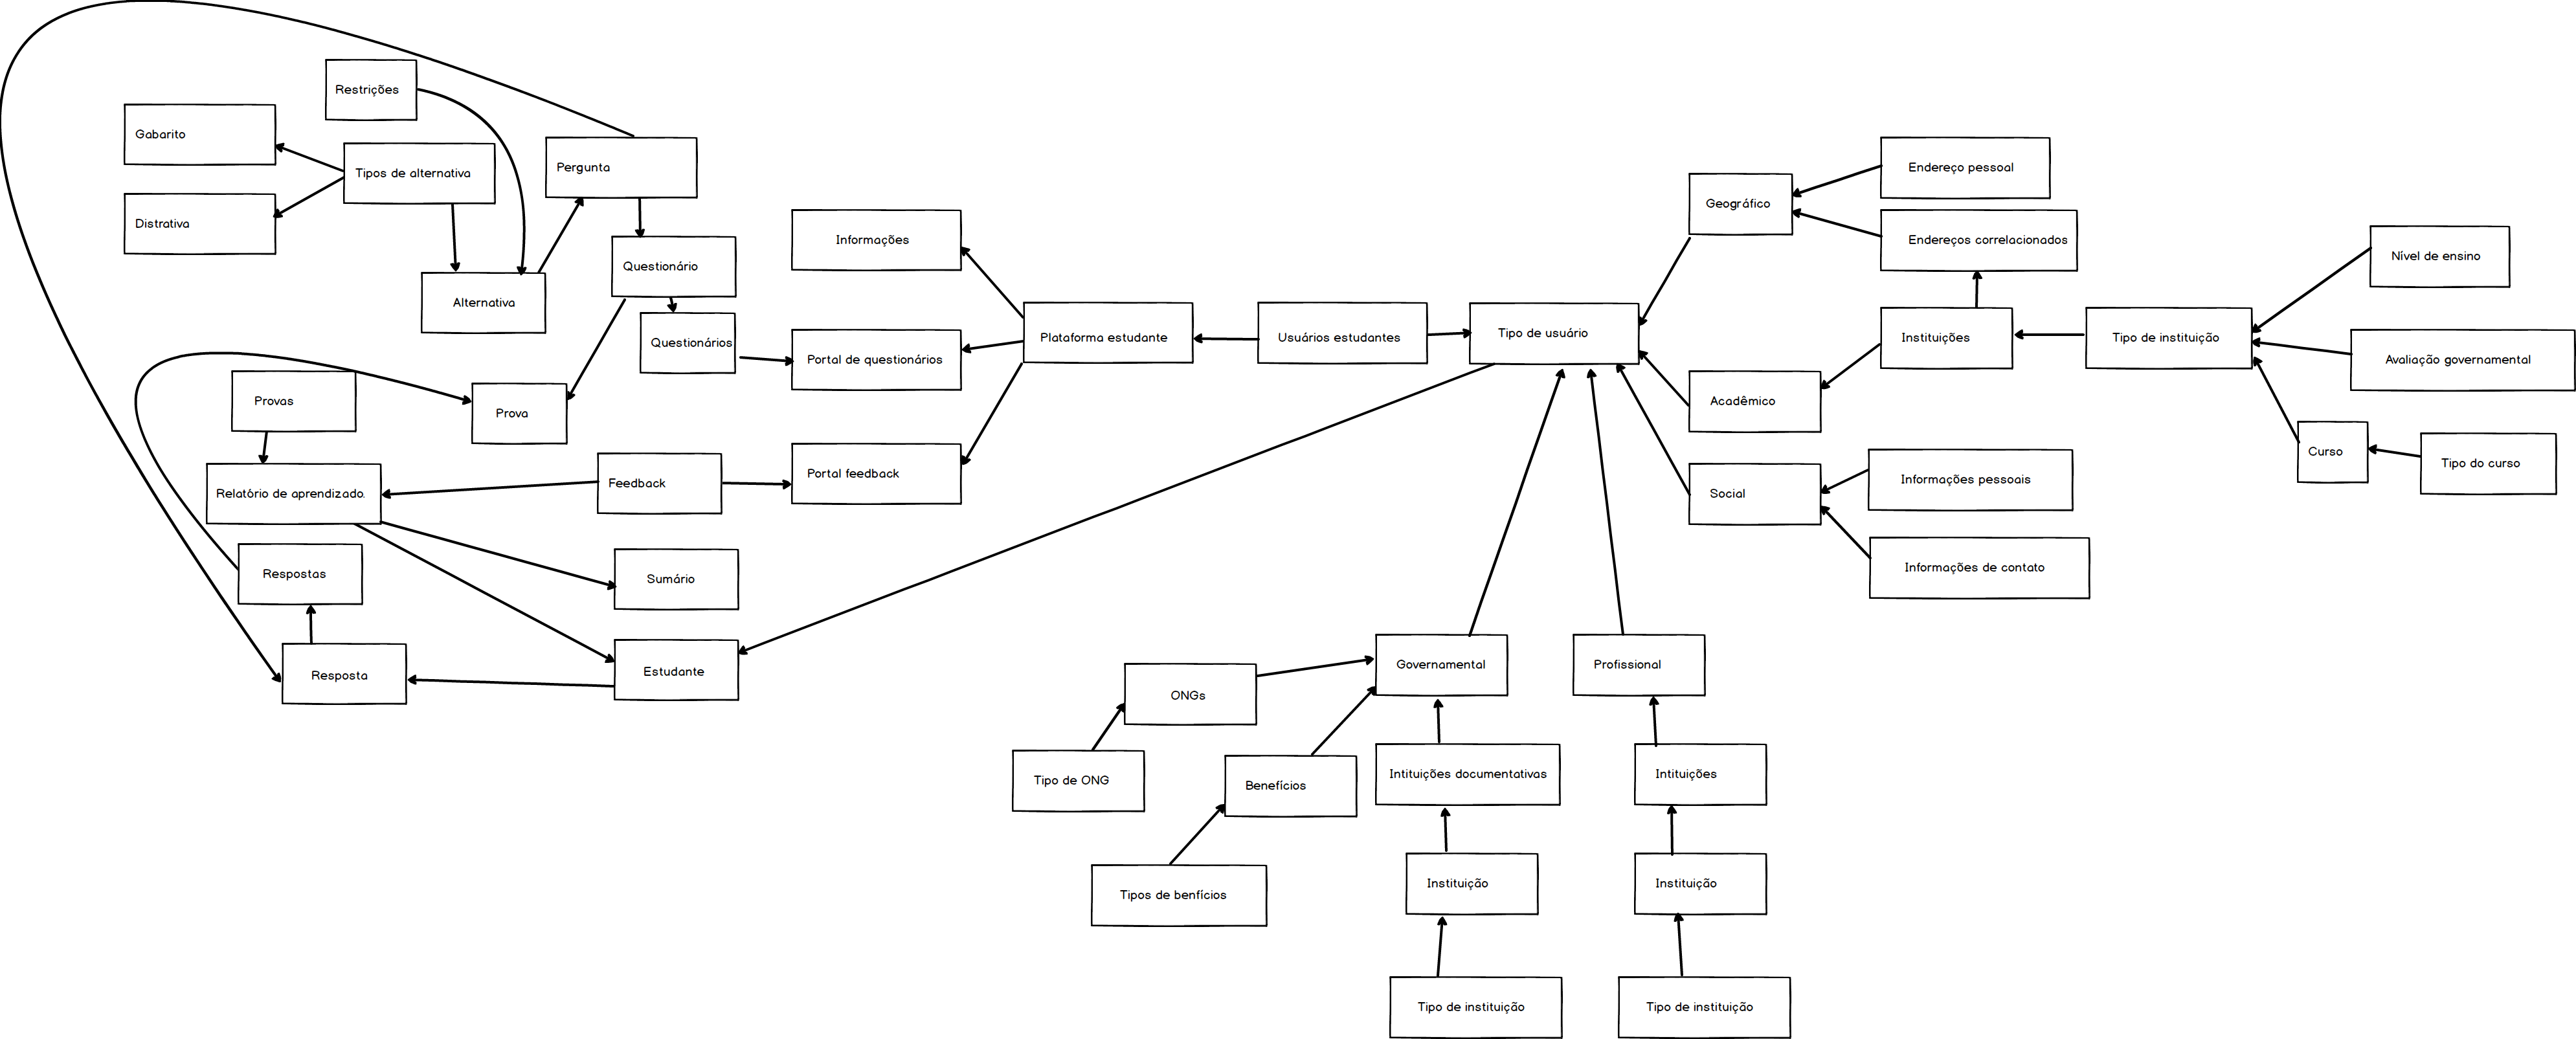 Restrições
Gabarito
Tipos de alternativa
Pergunta
Distrativa
Questionário
Alternativa
Questionários
Provas
Prova
Relatório de aprendizado.
Feedback
Respostas
Sumário
Resposta
Estudante
Informações
Portal de questionários
Portal feedback
Plataforma estudante
Usuários estudantes
Tipo de usuário
Geográfico
Endereço pessoal
Endereços correlacionados
Instituições
Tipo de instituição
Nível de ensino
Avaliação governamental
Acadêmico
Curso
Tipo do curso
Social
Informações pessoais
Informações de contato
Governamental
Profissional
ONGs
Tipo de ONG
Benefícios
Intituições documentativas
Intituições
Tipos de benfícios
Instituição
Instituição
Tipo de instituição
Tipo de instituição